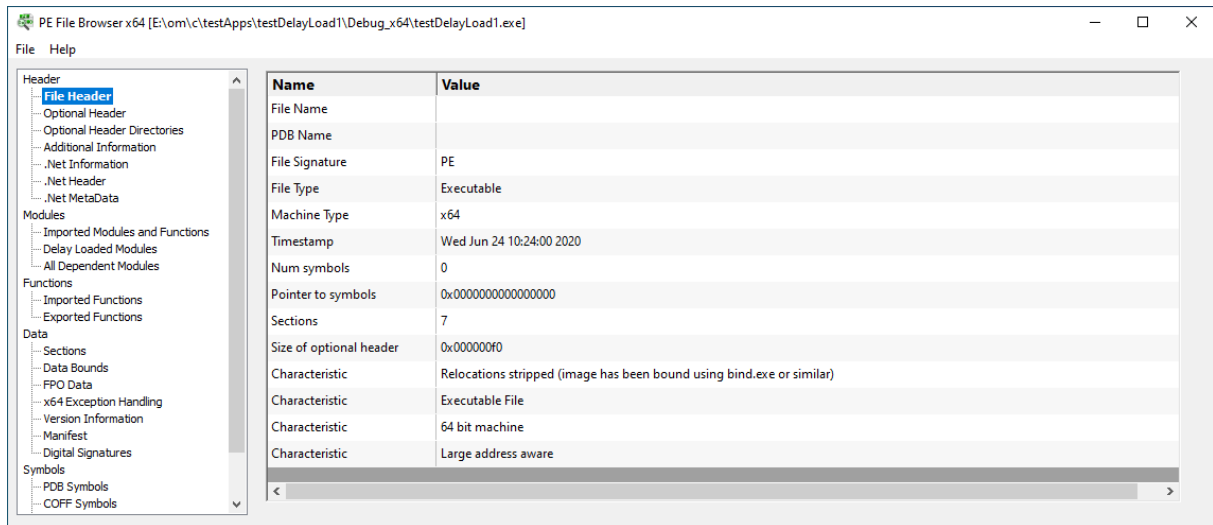 PE File Browser x64 [E:\om\c\testApps\testDelayLoad1\Debug_x64\testDelayLoad1.exe]
File Help
Header
File Header
Optional Header
Optional Header Directories
Additional Information
.Net Information
.Net Header
.Net MetaData
Modules
Imported Modules and Functions
Delay Loaded Modules
All Dependent Modules
Functions
Imported Functions
Exported Functions
Data
Sections
Data Bounds
FPO Data
x64 Exception Handling
Version Information
Manifest
Digital Signatures
Symbols
PDB Symbols
COFF Symbols
Name Value
File Name
PDB Name
File Signature PE
File Type Executable
Machine Type x64
Timestamp Wed Jun 24 10:24:00 2020
Num symbols 0
Pointer to symbols 0x0000000000000000
Sections 7
Size of optional header 0x000000f0
Characteristic Relocations stripped (image has been bound using bind.exe or similar)
Characteristic Executable File
Characteristic 64 bit machine
Characteristic Large address aware